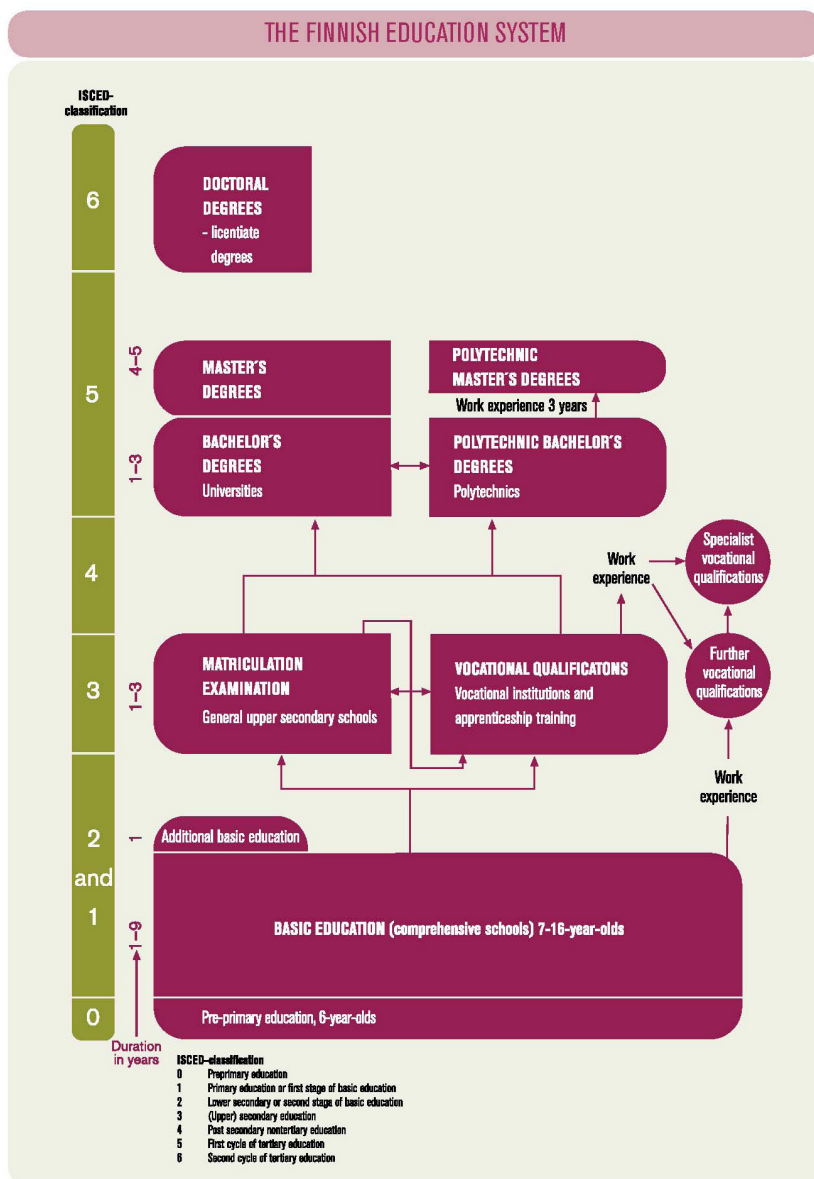 THE FINNISH EDUCATION SYSTEM
ISCED-
classification
6
DOCTORAL
DEGREES
- licentiate
degrees
5
4–5
MASTER´S
DEGREES
POLYTECHNIC
MASTER´S DEGREES
Work experience 3 years
1–3
BACHELOR´S
DEGREES
Universities
POLYTECHNIC BACHELOR´S
DEGREES
Polytechnics
4
Work
experience
Specialist
vocational
qualifications
3
1–3
MATRICULATION
EXAMINATION
General upper secondary schools
VOCATIONAL QUALIFICATONS
Vocational institutions and
apprenticeship training
Further
vocational
qualifications
Work
experience
2
and
1
1
Additional basic education
1–9
BASIC EDUCATION (comprehensive schools) 7-16-year-olds
0
Pre-primary education, 6-year-olds
Duration
in years
ISCED-classification
0 Preprimary education
1 Primary education or first stage of basic education
2 Lower secondary or second stage of basic education
3 (Upper) secondary education
4 Post secondary nontertiary education
5 First cycle of tertiary education
6 Second cycle of tertiary education